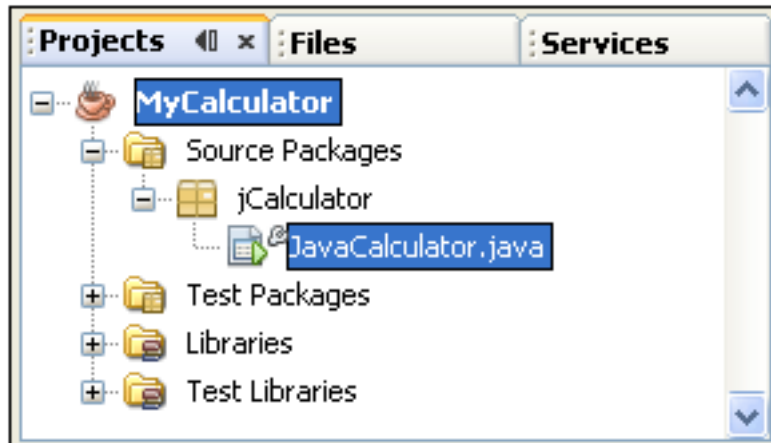 Projects Files Services
MyCalculator
Source Packages
jCalculator
JavaCalculator.java
Test Packages
Libraries
Test Libraries